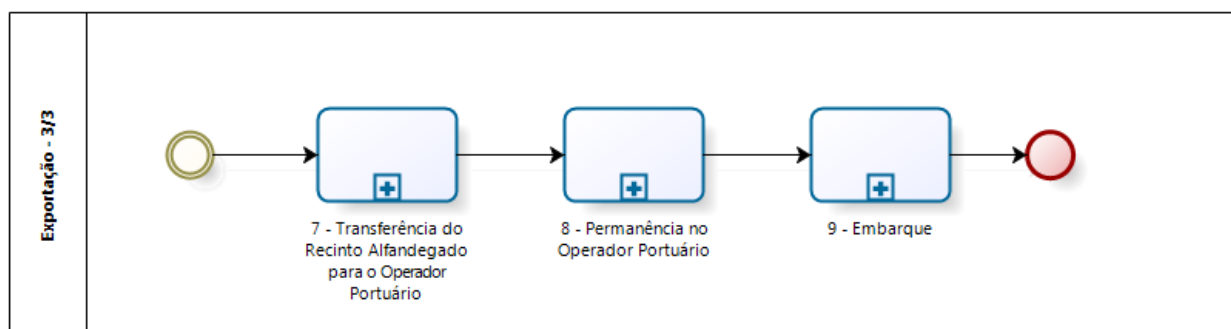 Exportação - 3/3
7 - Transferência do
Recinto Alfandegado
para o Operador
Portuário
8 - Permanência no
Operador Portuário
9 - Embarque